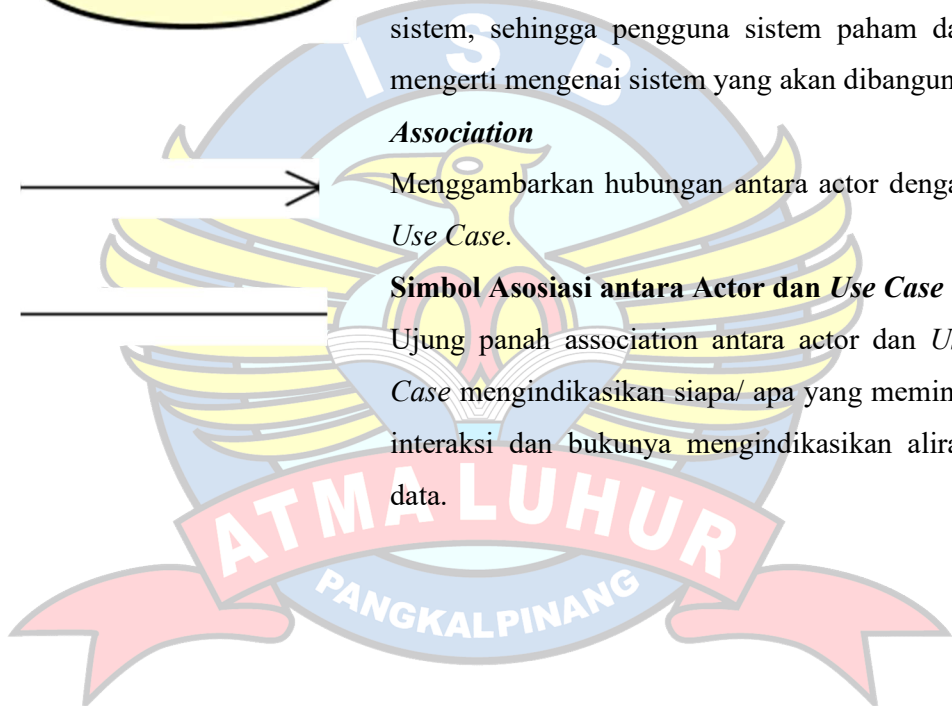 I S B
sistem, sehingga pengguna sistem paham da
mengerti mengenai sistem yang akan dibangun
Association
Menggambarkan hubungan antara actor denga
Use Case.
Simbol Asosiasi antara Actor dan Use Case
Ujung panah association antara actor dan Us
Case mengindikasikan siapa/ apa yang memin
interaksi dan bukunya mengindikasikan alira
data.
ATMA LUHUR
PANGKALPINANG